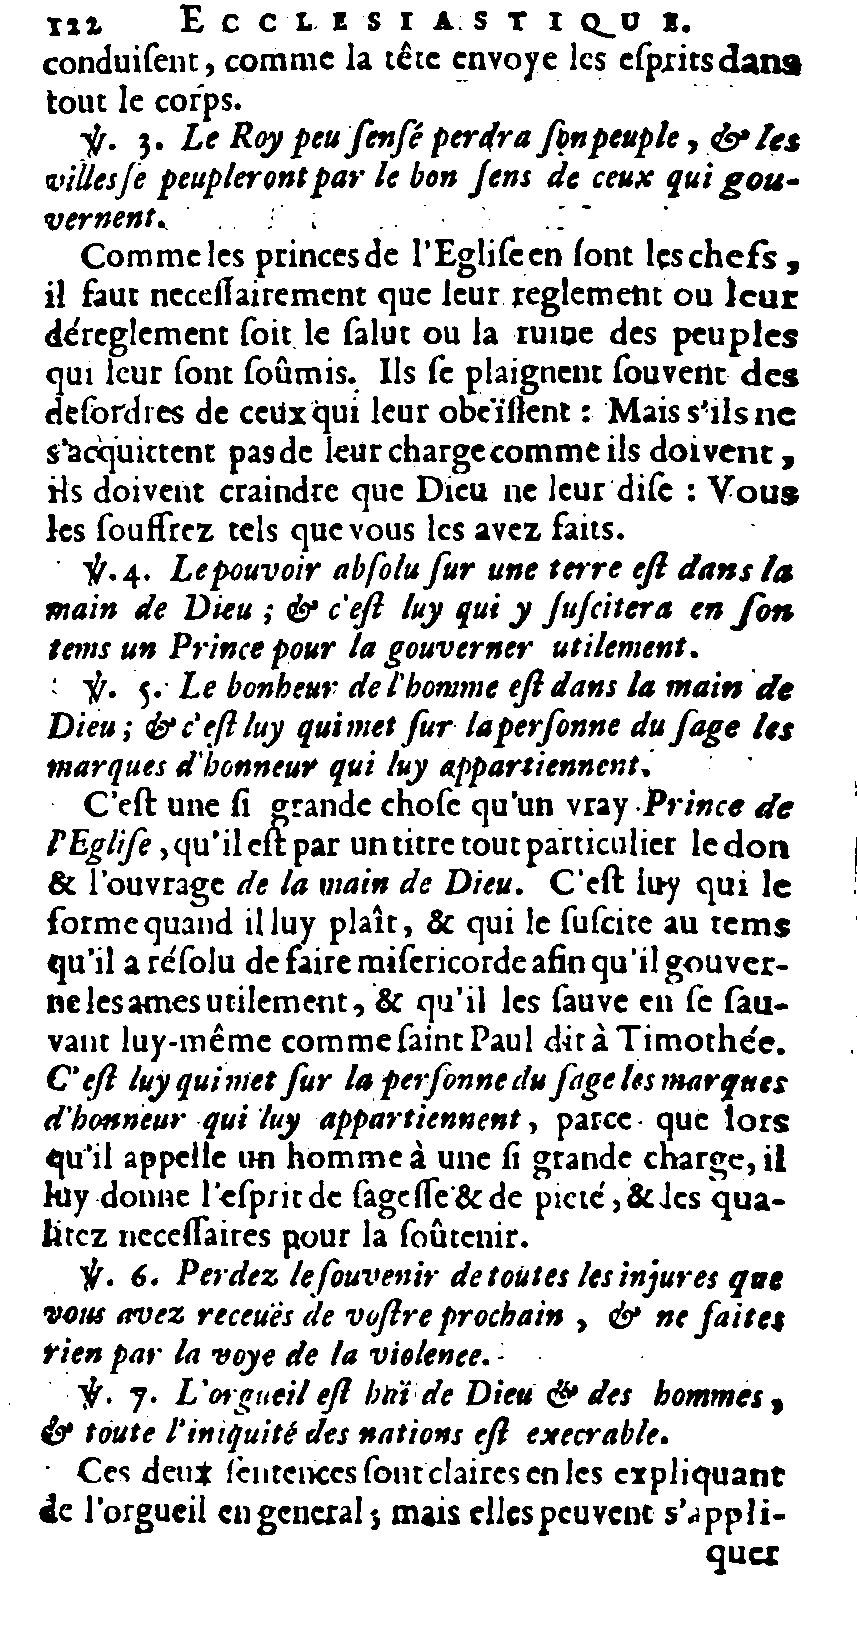 122 ECCLESIASTIQUE.
conduiſent, comme la tête envoye les eſprits dans
tout le corps.
℣. 3. Le Roy peu ſenſé perdra ſon peuple, & les
villes ſe peupleront par le bon ſens de ceux qui gou-
vernent.
Comme les princes de l'Egliſe en ſont les chefs,
il faut neceſſairement que leur reglement ou leur
déreglement ſoit le ſalut ou la ruine des peuples
qui leur ſont ſoûmis. Ils ſe plaignent ſouvent des
deſordres de ceux qui leur obeïſſent : Mais s'ils ne
s'acquittent pas de leur charge comme ils doivent,
ils doivent craindre que Dieu ne leur diſe : Vous
les ſouffrez tels que vous les avez faits.
℣. 4. Le pouvoir abſolu ſur une terre eſt dans la
main de Dieu ; & c'eſt luy qui y ſuſcitera en ſon
tems un Prince pour la gouverner utilement.
℣. 5. Le bonheur de l'homme eſt dans la main de
Dieu ; & c'eſt luy qui met ſur la perſonne du ſage les
marques d'honneur qui luy appartiennent.
C'eſt une ſi grande choſe qu'un vray Prince de
l'Egliſe, qu'il eſt par un titre tout particulier le don
& l'ouvrage de la main de Dieu. C'eſt luy qui le
forme quand il luy plaît, & qui le ſuſcite au tems
qu'il a réſolu de faire miſericorde afin qu'il gouver-
ne les ames utilement, & qu'il les ſauve en ſe ſau-
vant luy-même comme ſaint Paul dit à Timothée.
C'eſt luy qui met ſur la perſonne du ſage les marques
d'honneur qui luy appartiennent, parce que lors
qu'il appelle un homme à une ſi grande charge, il
luy donne l'eſprit de ſageſſe & de pieté, & les qua-
litez neceſſaires pour la ſoûtenir.
℣. 6. Perdez le ſouvenir de toutes les injures que
vous avez receuës de voſtre prochain, & ne faites
rien par la voye de la violence.
℣. 7. L'orgueil eſt haï de Dieu & des hommes,
& toute l'iniquité des nations eſt execrable.
Ces deux ſentences ſont claires en les expliquant
de l'orgueil en general ; mais elles peuvent s'appli-
quer